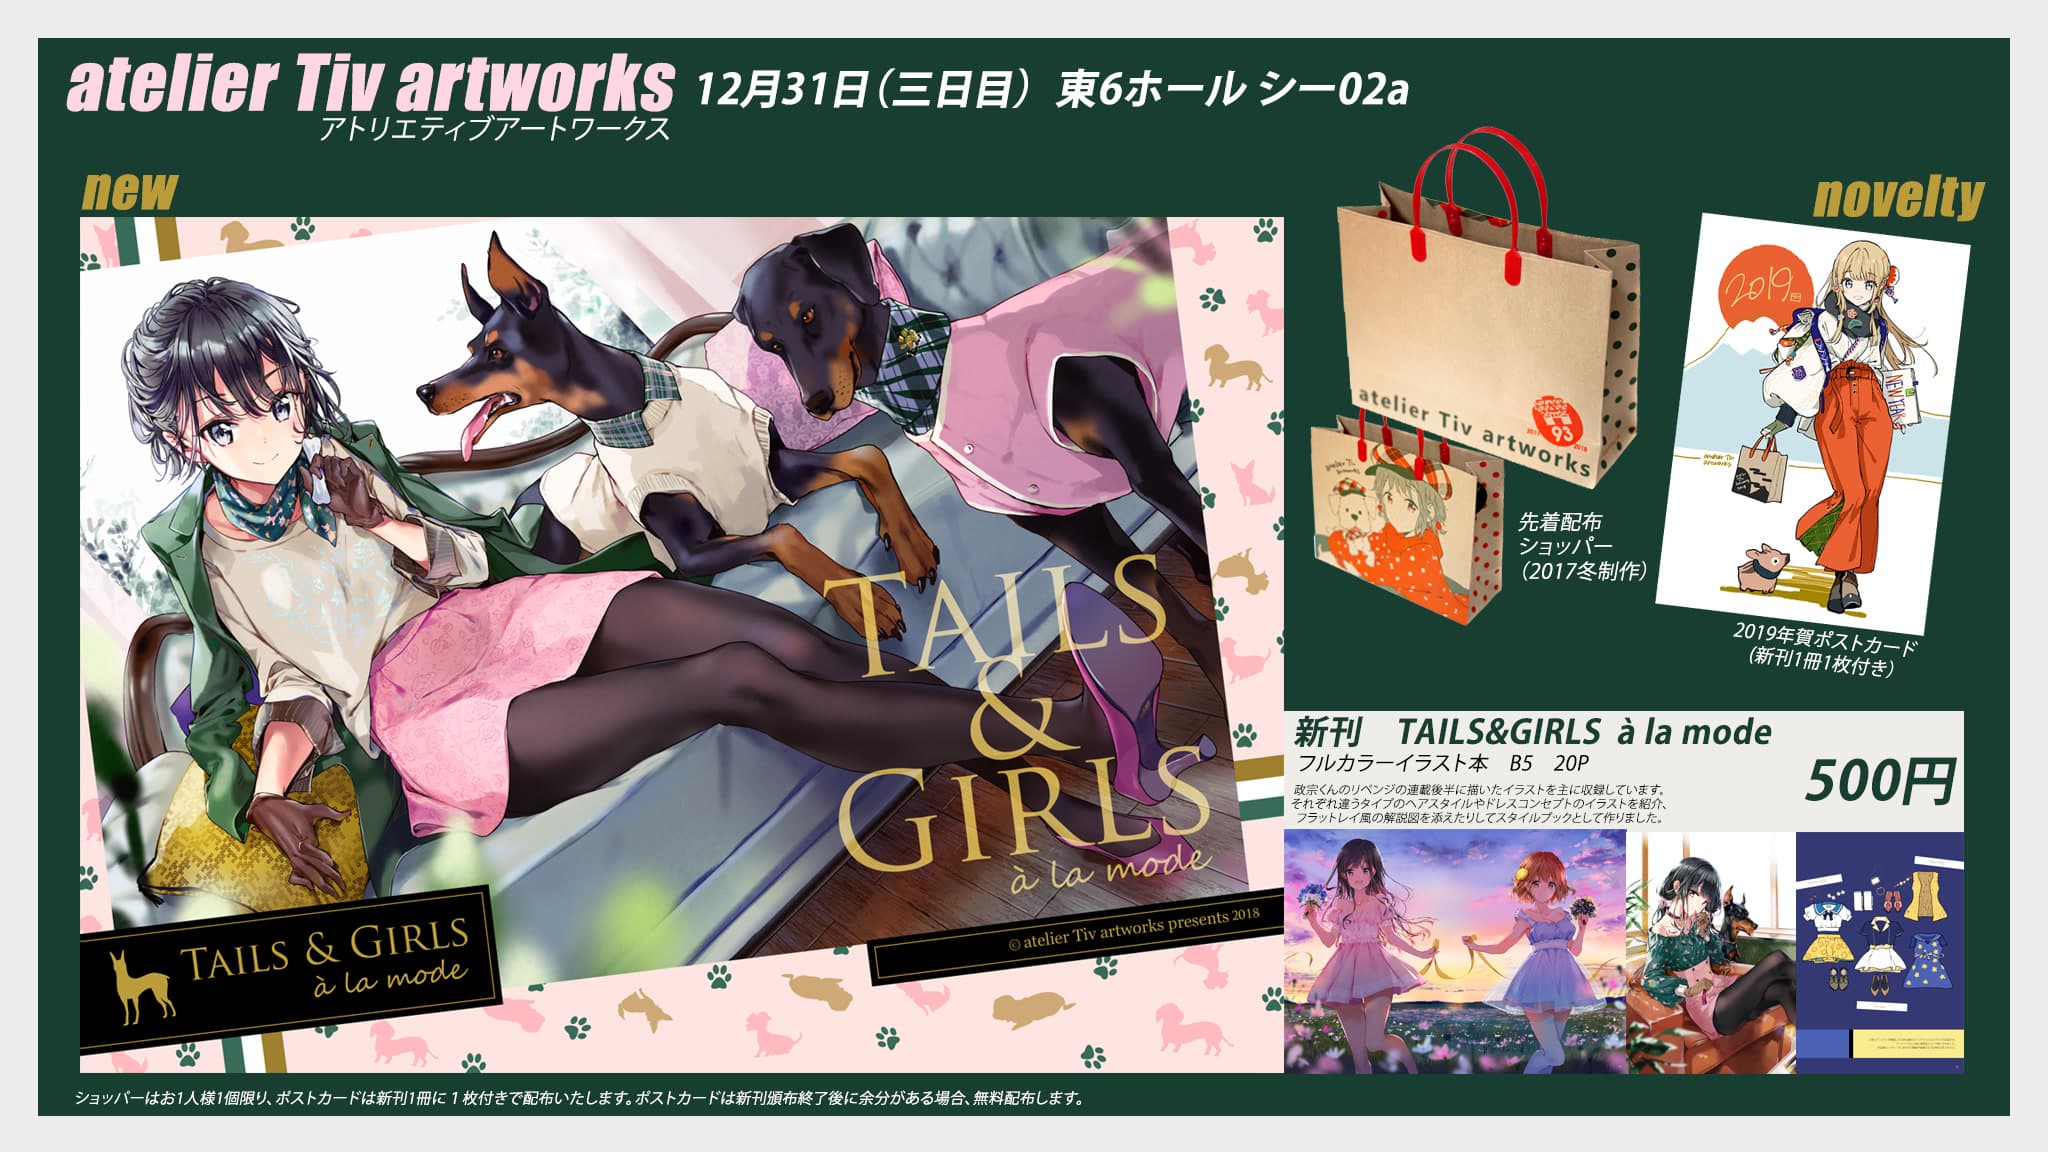 atelier Tiv artworks
アトリエティブアートワークス
12月31日（三日目） 東6ホール シー02a
new
novelty
TAILS
&
GIRLS
à la mode
TAILS & GIRLS
à la mode
© atelier Tiv artworks presents 2018
atelier Tiv artworks
93
2017
2018
atelier Tiv
artworks
先着配布
ショッパー
（2017冬制作）
2019
NEW
YEAR
atelier Tiv
artworks
2019年賀ポストカード
(新刊1冊1枚付き)
新刊 TAILS&GIRLS à la mode
フルカラーイラスト本 B5 20P
500円
政宗くんのリベンジの連載後半に描いたイラストを主に収録しています。
それぞれ違うタイプのヘアスタイルやドレスコンセプトのイラストを紹介、
フラットレイ風の解説図を添えたりしてスタイルブックとして作りました。
ショッパーはお1人様1個限り、ポストカードは新刊1冊に 1 枚付きで配布いたします。ポストカードは新刊頒布終了後に余分がある場合、無料配布します。